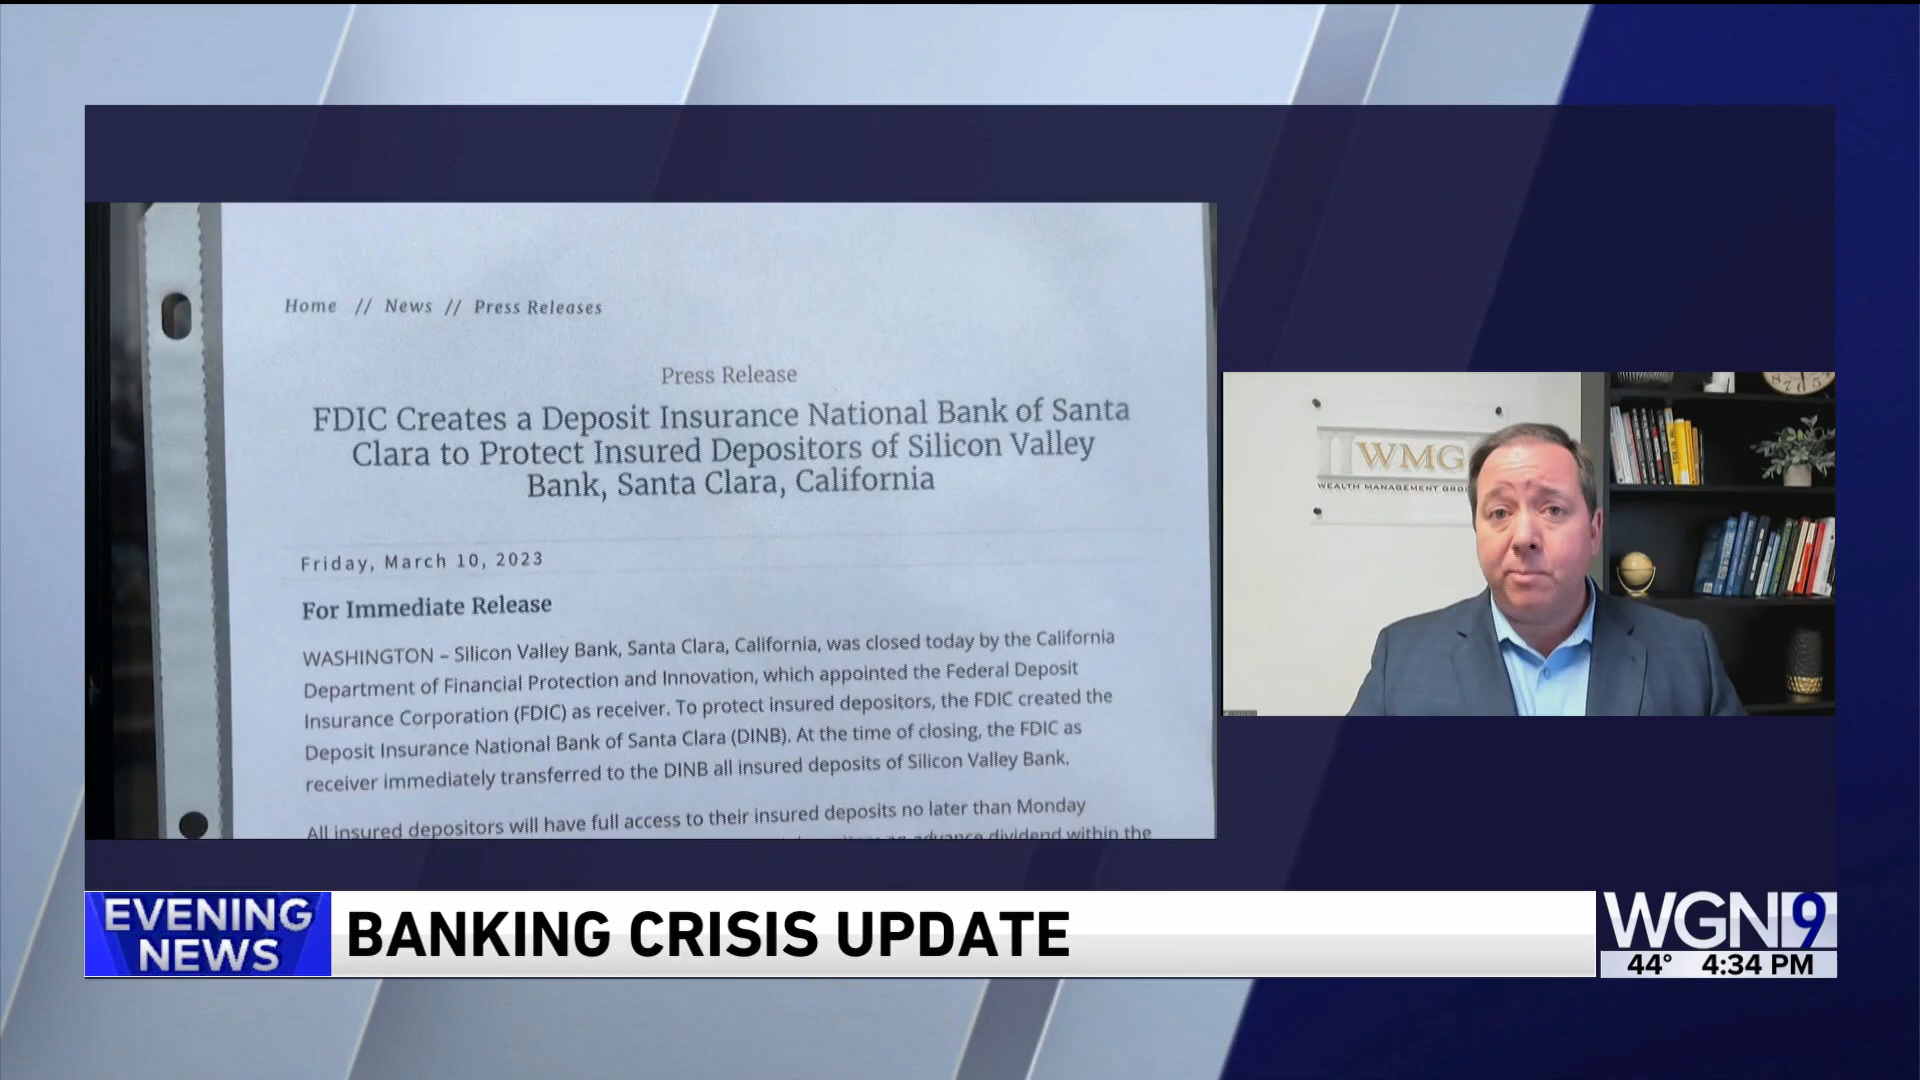 Home // News // Press Releases
Press Release
FDIC Creates a Deposit Insurance National Bank of Santa
Clara to Protect Insured Depositors of Silicon Valley
Bank, Santa Clara, California
Friday, March 10, 2023
For Immediate Release
WASHINGTON – Silicon Valley Bank, Santa Clara, California, was closed today by the California
Department of Financial Protection and Innovation, which appointed the Federal Deposit
Insurance Corporation (FDIC) as receiver. To protect insured depositors, the FDIC created the
Deposit Insurance National Bank of Santa Clara (DINB). At the time of closing, the FDIC as
receiver immediately transferred to the DINB all insured deposits of Silicon Valley Bank.
All insured depositors will have full access to their insured deposits no later than Monday
advance dividend within the
WMG
WEALTH MANAGEMENT
EVENING
NEWS
BANKING CRISIS UPDATE
WGN9
44° 4:34 PM